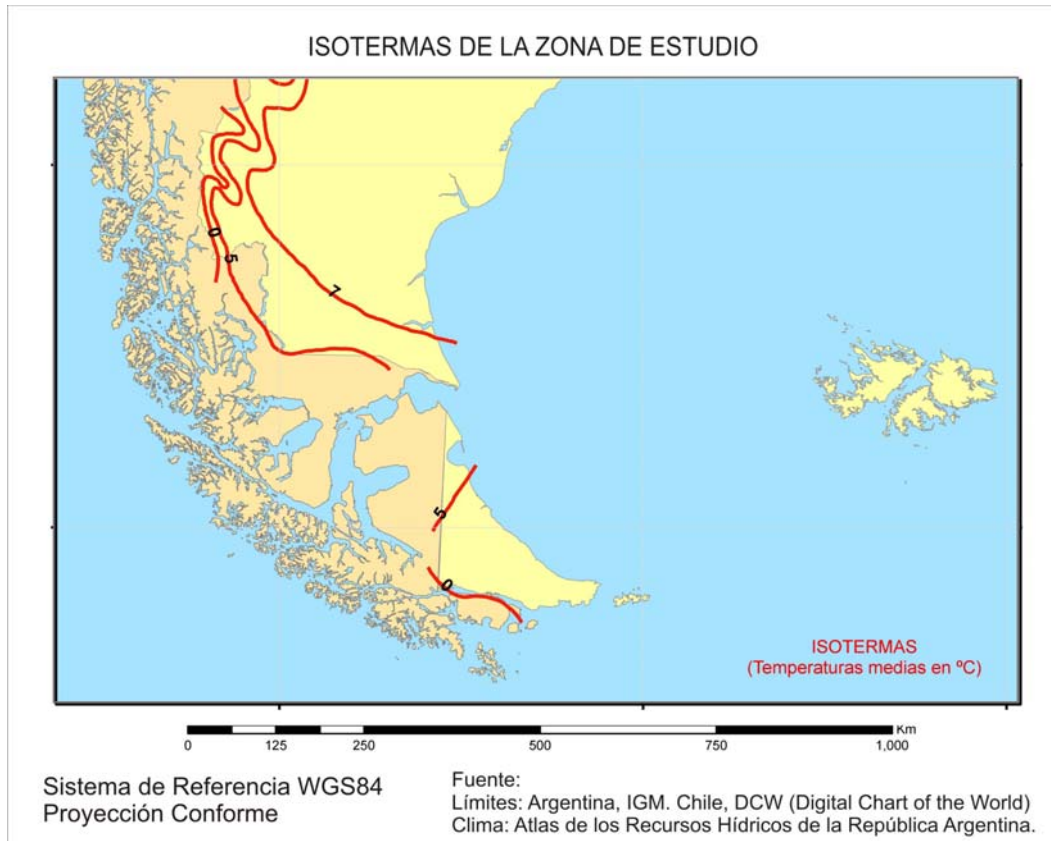 ISOTERMAS DE LA ZONA DE ESTUDIO
0
5
7
5
0
ISOTERMAS
(Temperaturas medias en ºC)
0 125 250 500 750 1,000 Km
Sistema de Referencia WGS84
Proyección Conforme
Fuente:
Límites: Argentina, IGM. Chile, DCW (Digital Chart of the World)
Clima: Atlas de los Recursos Hídricos de la República Argentina.